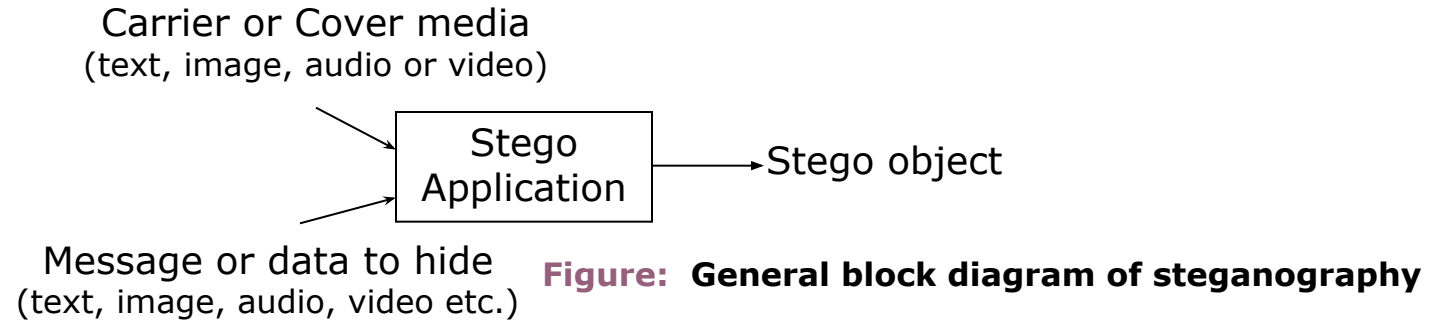 Carrier or Cover media
(text, image, audio or video)
Stego
Application
Stego object
Message or data to hide
(text, image, audio, video etc.)
Figure: General block diagram of steganography